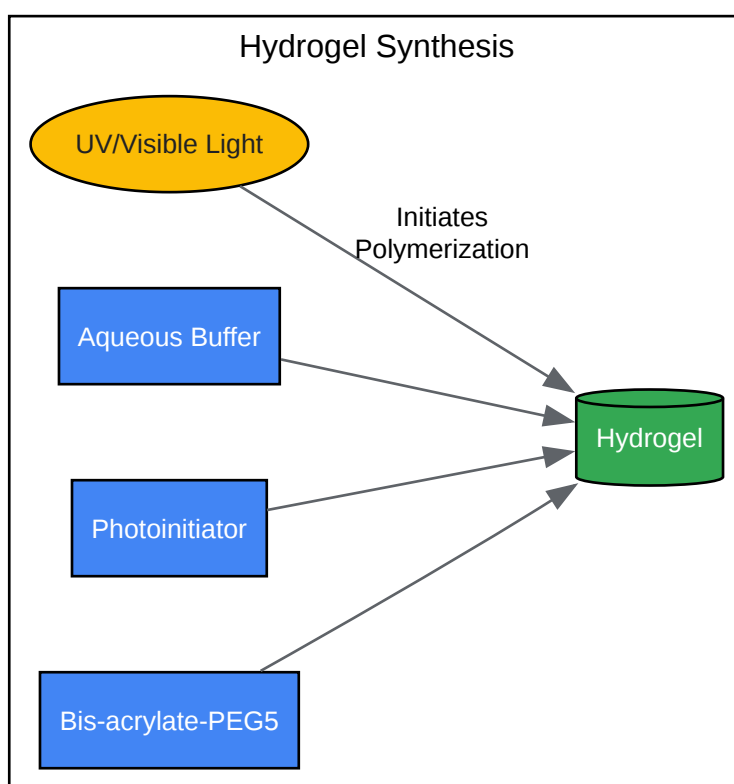 Hydrogel Synthesis
UV/Visible Light
Initiates
Polymerization
Aqueous Buffer
Hydrogel
Photoinitiator
Bis-acrylate-PEG5